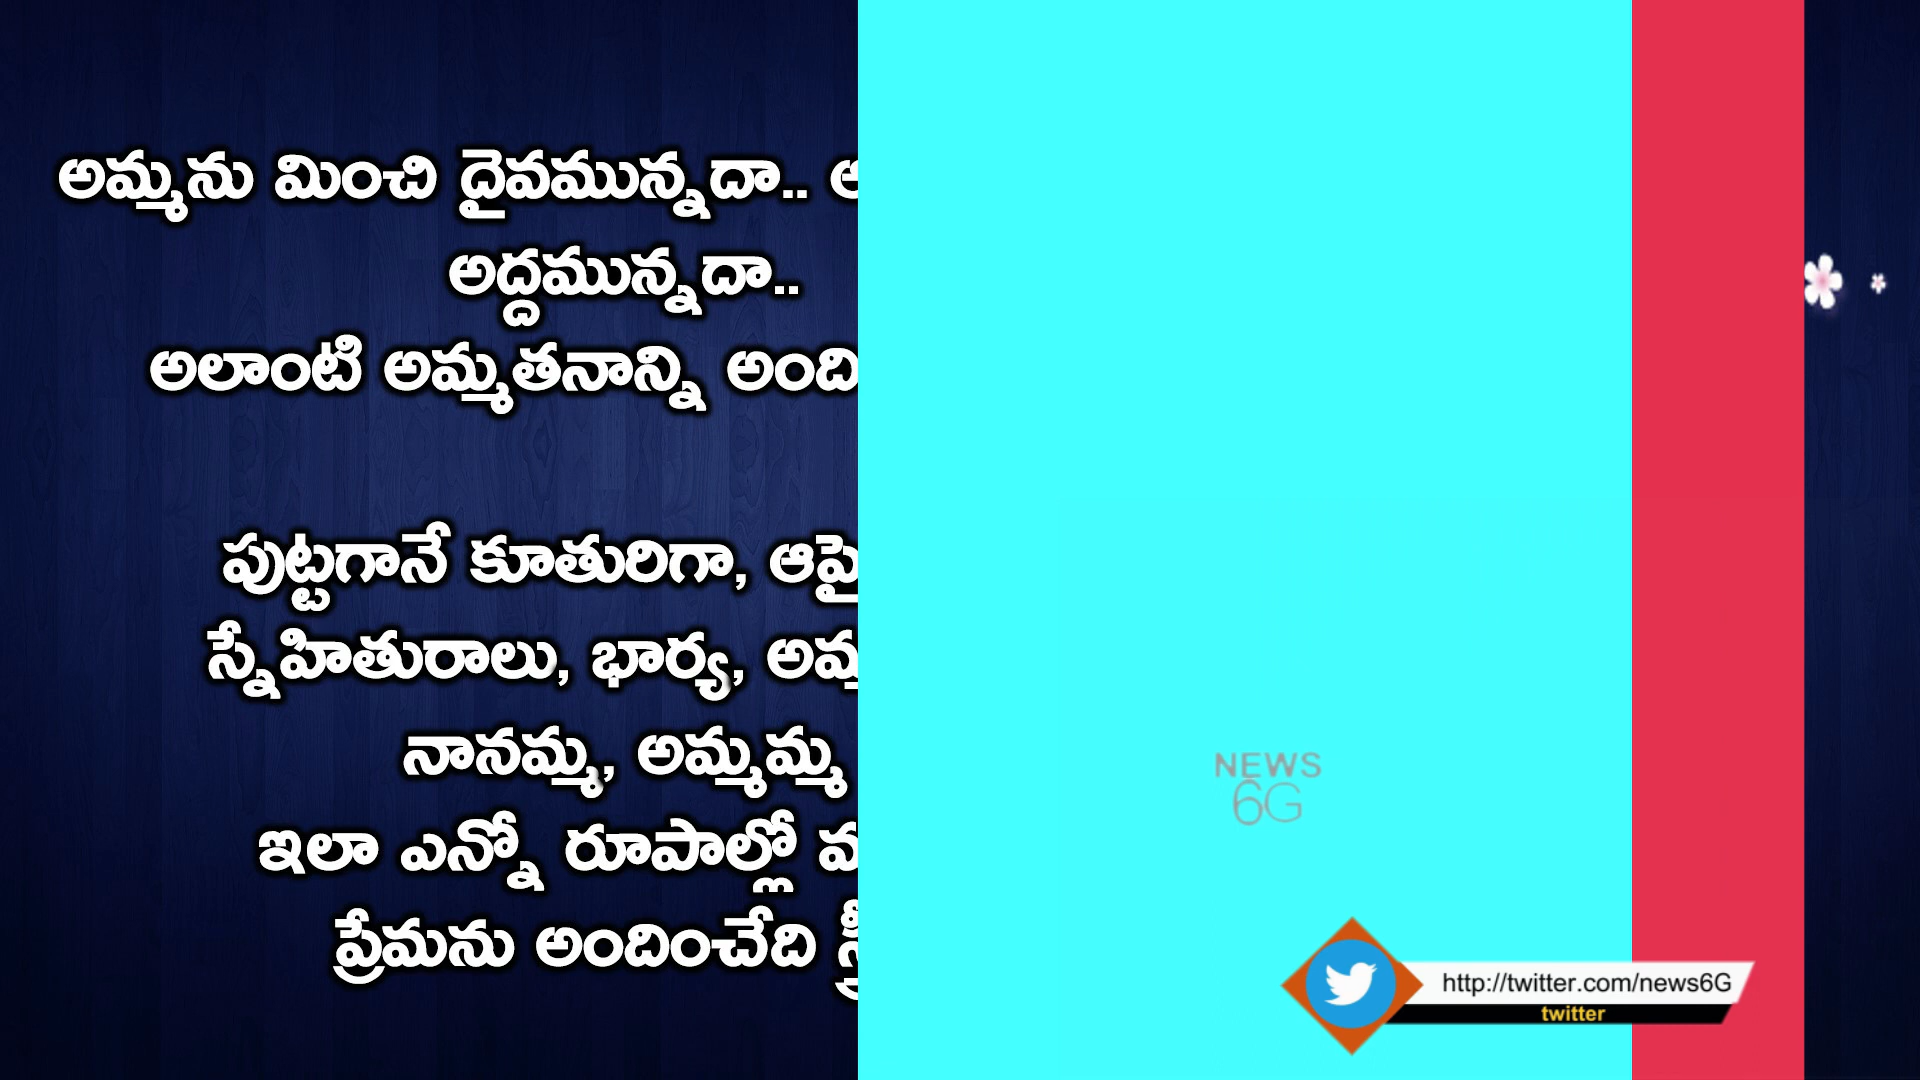 అమ్మను మించి దైవమున్నదా..
అద్దమున్నదా..
అలాంటి అమ్మతనాన్ని
పుట్టగానే కూతురిగా,
స్నేహితురాలు, భార్య,
నానమ్మ, అమ్మమ్మ
ఇలా ఎన్నో రూపాల్లో
ప్రేమను అందించేది
NEWS
6G
http://twitter.com/news6G
twitter